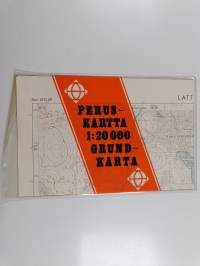 LATT
PERUS-
KARTTA
1:20 000
GRUND-
KARTA